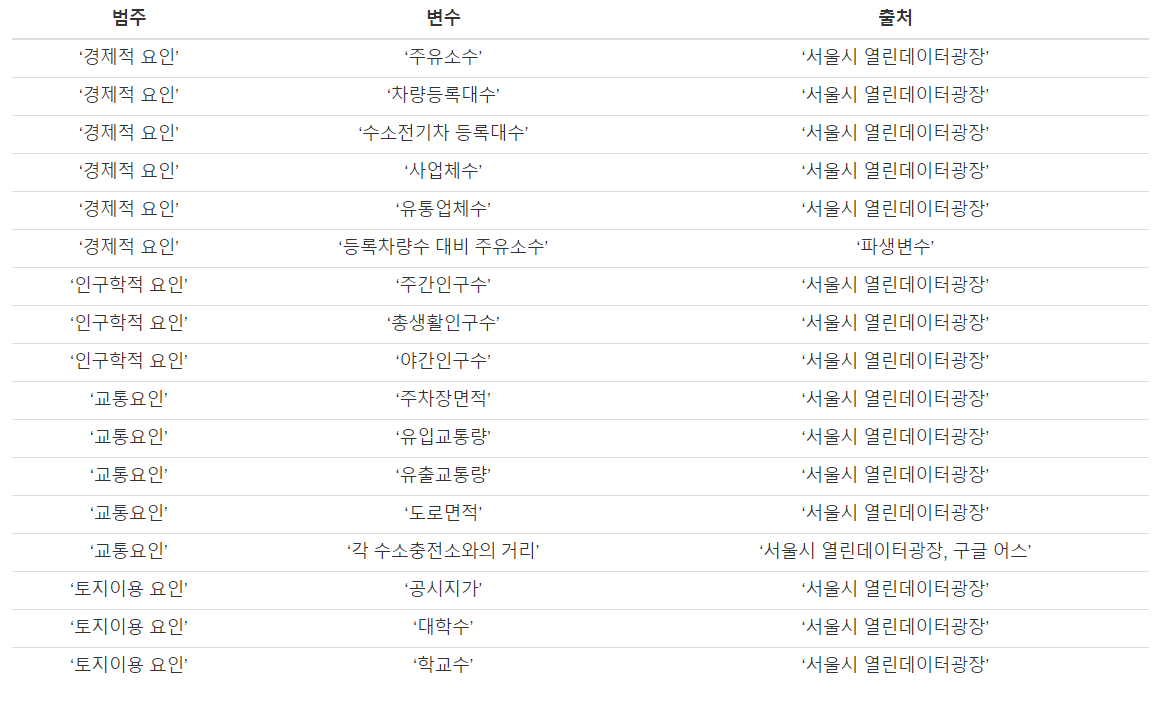 범주 변수 출처
‘경제적 요인’ ‘주유소수’ ‘서울시 열린데이터광장’
‘경제적 요인’ ‘차량등록대수’ ‘서울시 열린데이터광장’
‘경제적 요인’ ‘수소전기차 등록대수’ ‘서울시 열린데이터광장’
‘경제적 요인’ ‘사업체수’ ‘서울시 열린데이터광장’
‘경제적 요인’ ‘유통업체수’ ‘서울시 열린데이터광장’
‘경제적 요인’ ‘등록차량수 대비 주유소수’ ‘파생변수’
‘인구학적 요인’ ‘주간인구수’ ‘서울시 열린데이터광장’
‘인구학적 요인’ ‘총생활인구수’ ‘서울시 열린데이터광장’
‘인구학적 요인’ ‘야간인구수’ ‘서울시 열린데이터광장’
‘교통요인’ ‘주차장면적’ ‘서울시 열린데이터광장’
‘교통요인’ ‘유입교통량’ ‘서울시 열린데이터광장’
‘교통요인’ ‘유출교통량’ ‘서울시 열린데이터광장’
‘교통요인’ ‘도로면적’ ‘서울시 열린데이터광장’
‘교통요인’ ‘각 수소충전소와의 거리’ ‘서울시 열린데이터광장, 구글 어스’
‘토지이용 요인’ ‘공시지가’ ‘서울시 열린데이터광장’
‘토지이용 요인’ ‘대학수’ ‘서울시 열린데이터광장’
‘토지이용 요인’ ‘학교수’ ‘서울시 열린데이터광장’